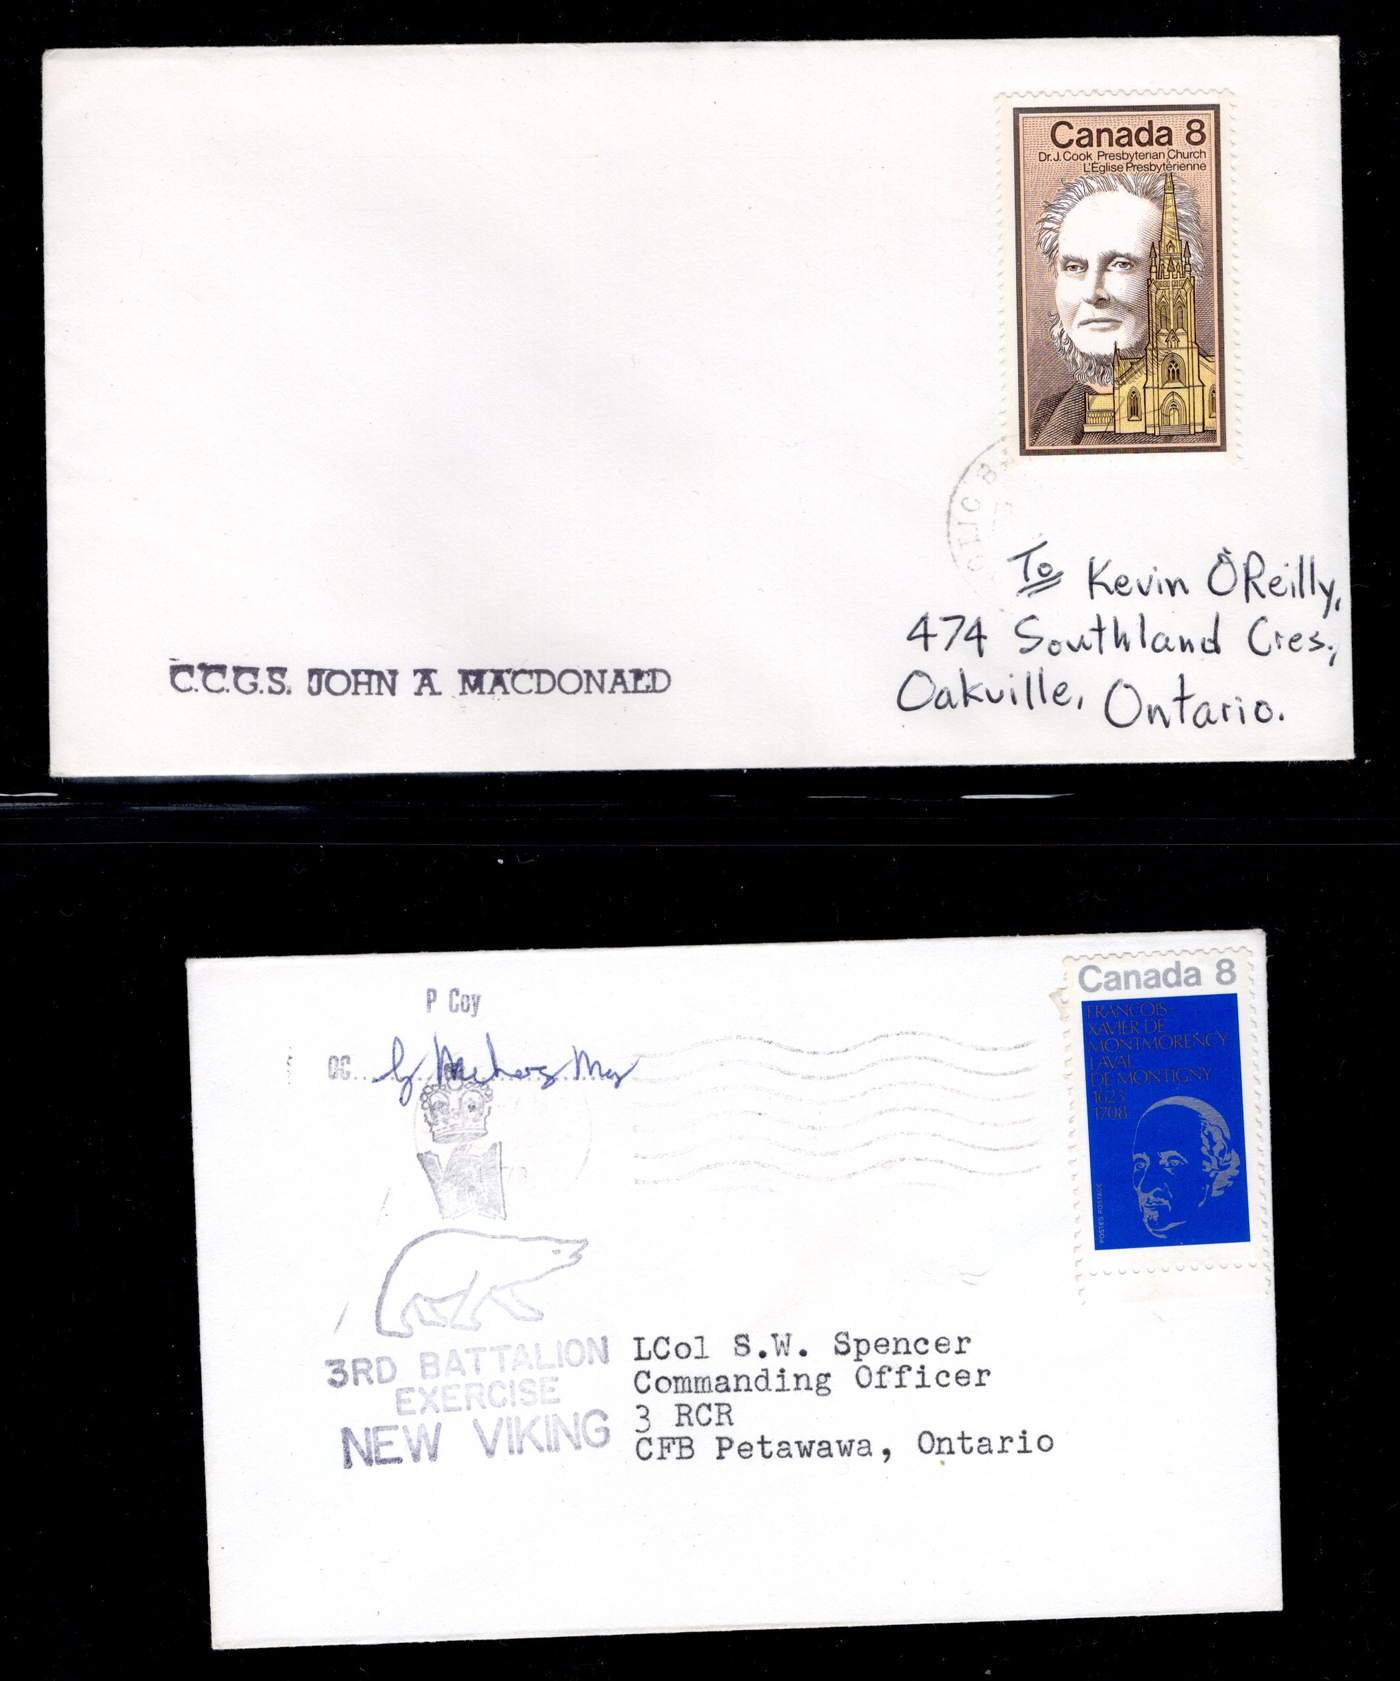 Canada 8
Dr. J. Cook Presbyterian Church
L'Église Presbytérienne
To Kevin O'Reilly,
474 Southland Cres.,
Oakville, Ontario.
C.C.G.S. JOHN A. MACDONALD
P Coy
OC
Canada 8
FRANÇOIS-
XAVIER DE
MONTMORENCY-
LAVAL
DE MONTIGNY
1623
1708
POSTES POSTAGE
3RD BATTALION
EXERCISE
NEW VIKING
LCol S.W. Spencer
Commanding Officer
3 RCR
CFB Petawawa, Ontario